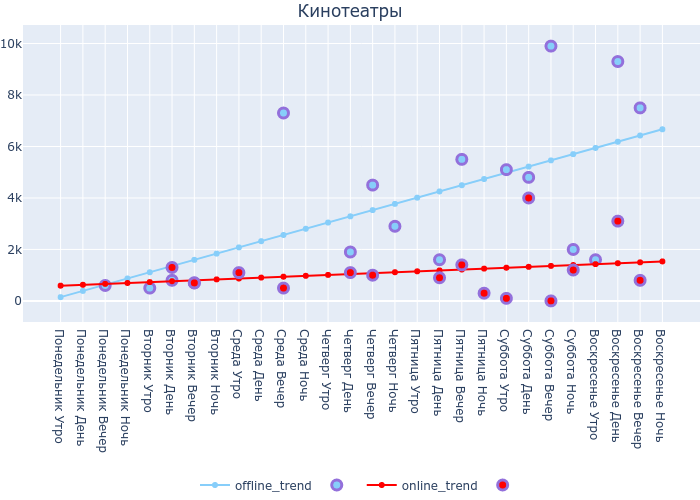 Кинотеатры
10k
8k
6k
4k
2k
0
Понедельник Утро
Понедельник День
Понедельник Вечер
Понедельник Ночь
Вторник Утро
Вторник День
Вторник Вечер
Вторник Ночь
Среда Утро
Среда День
Среда Вечер
Среда Ночь
Четверг Утро
Четверг День
Четверг Вечер
Четверг Ночь
Пятница Утро
Пятница День
Пятница Вечер
Пятница Ночь
Суббота Утро
Суббота День
Суббота Вечер
Суббота Ночь
Воскресенье Утро
Воскресенье День
Воскресенье Вечер
Воскресенье Ночь
offline_trend
online_trend